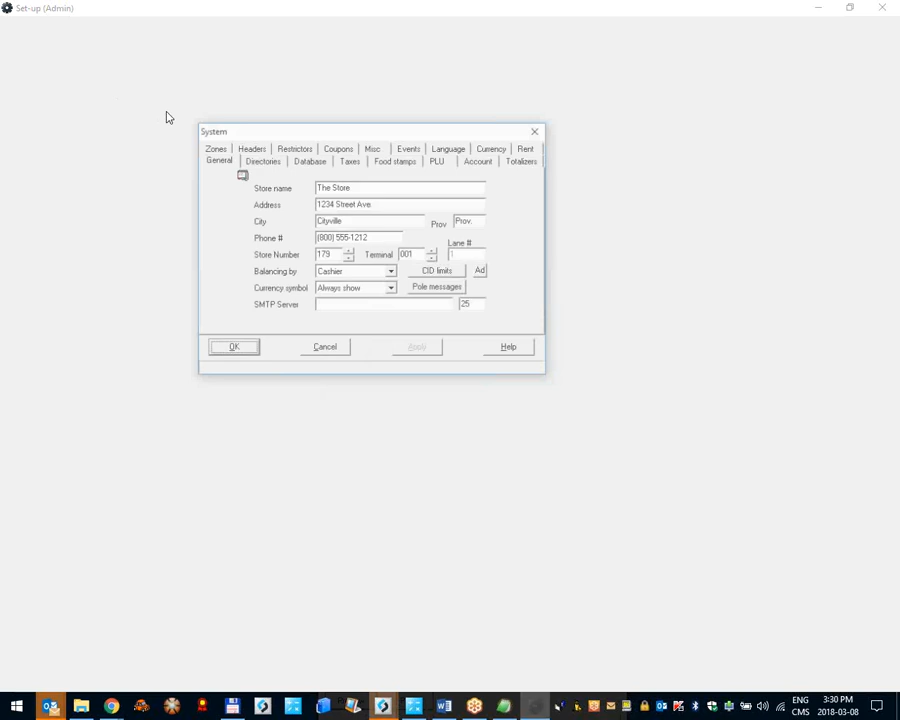 Set-up (Admin)
System
Zones Headers Restrictors Coupons Misc Events Language Currency Rent
General Directories Database Taxes Food stamps PLU Account Totalizers
Store name The Store
Address 1234 Street Ave.
City Cityville Prov Prov.
Phone # (800) 555-1212
Lane #
Store Number 179 Terminal 001 1
Balancing by Cashier CID limits Ad
Currency symbol Always show Pole messages
SMTP Server 25
OK Cancel Apply Help
ENG 3:30 PM
CMS 2018-03-08